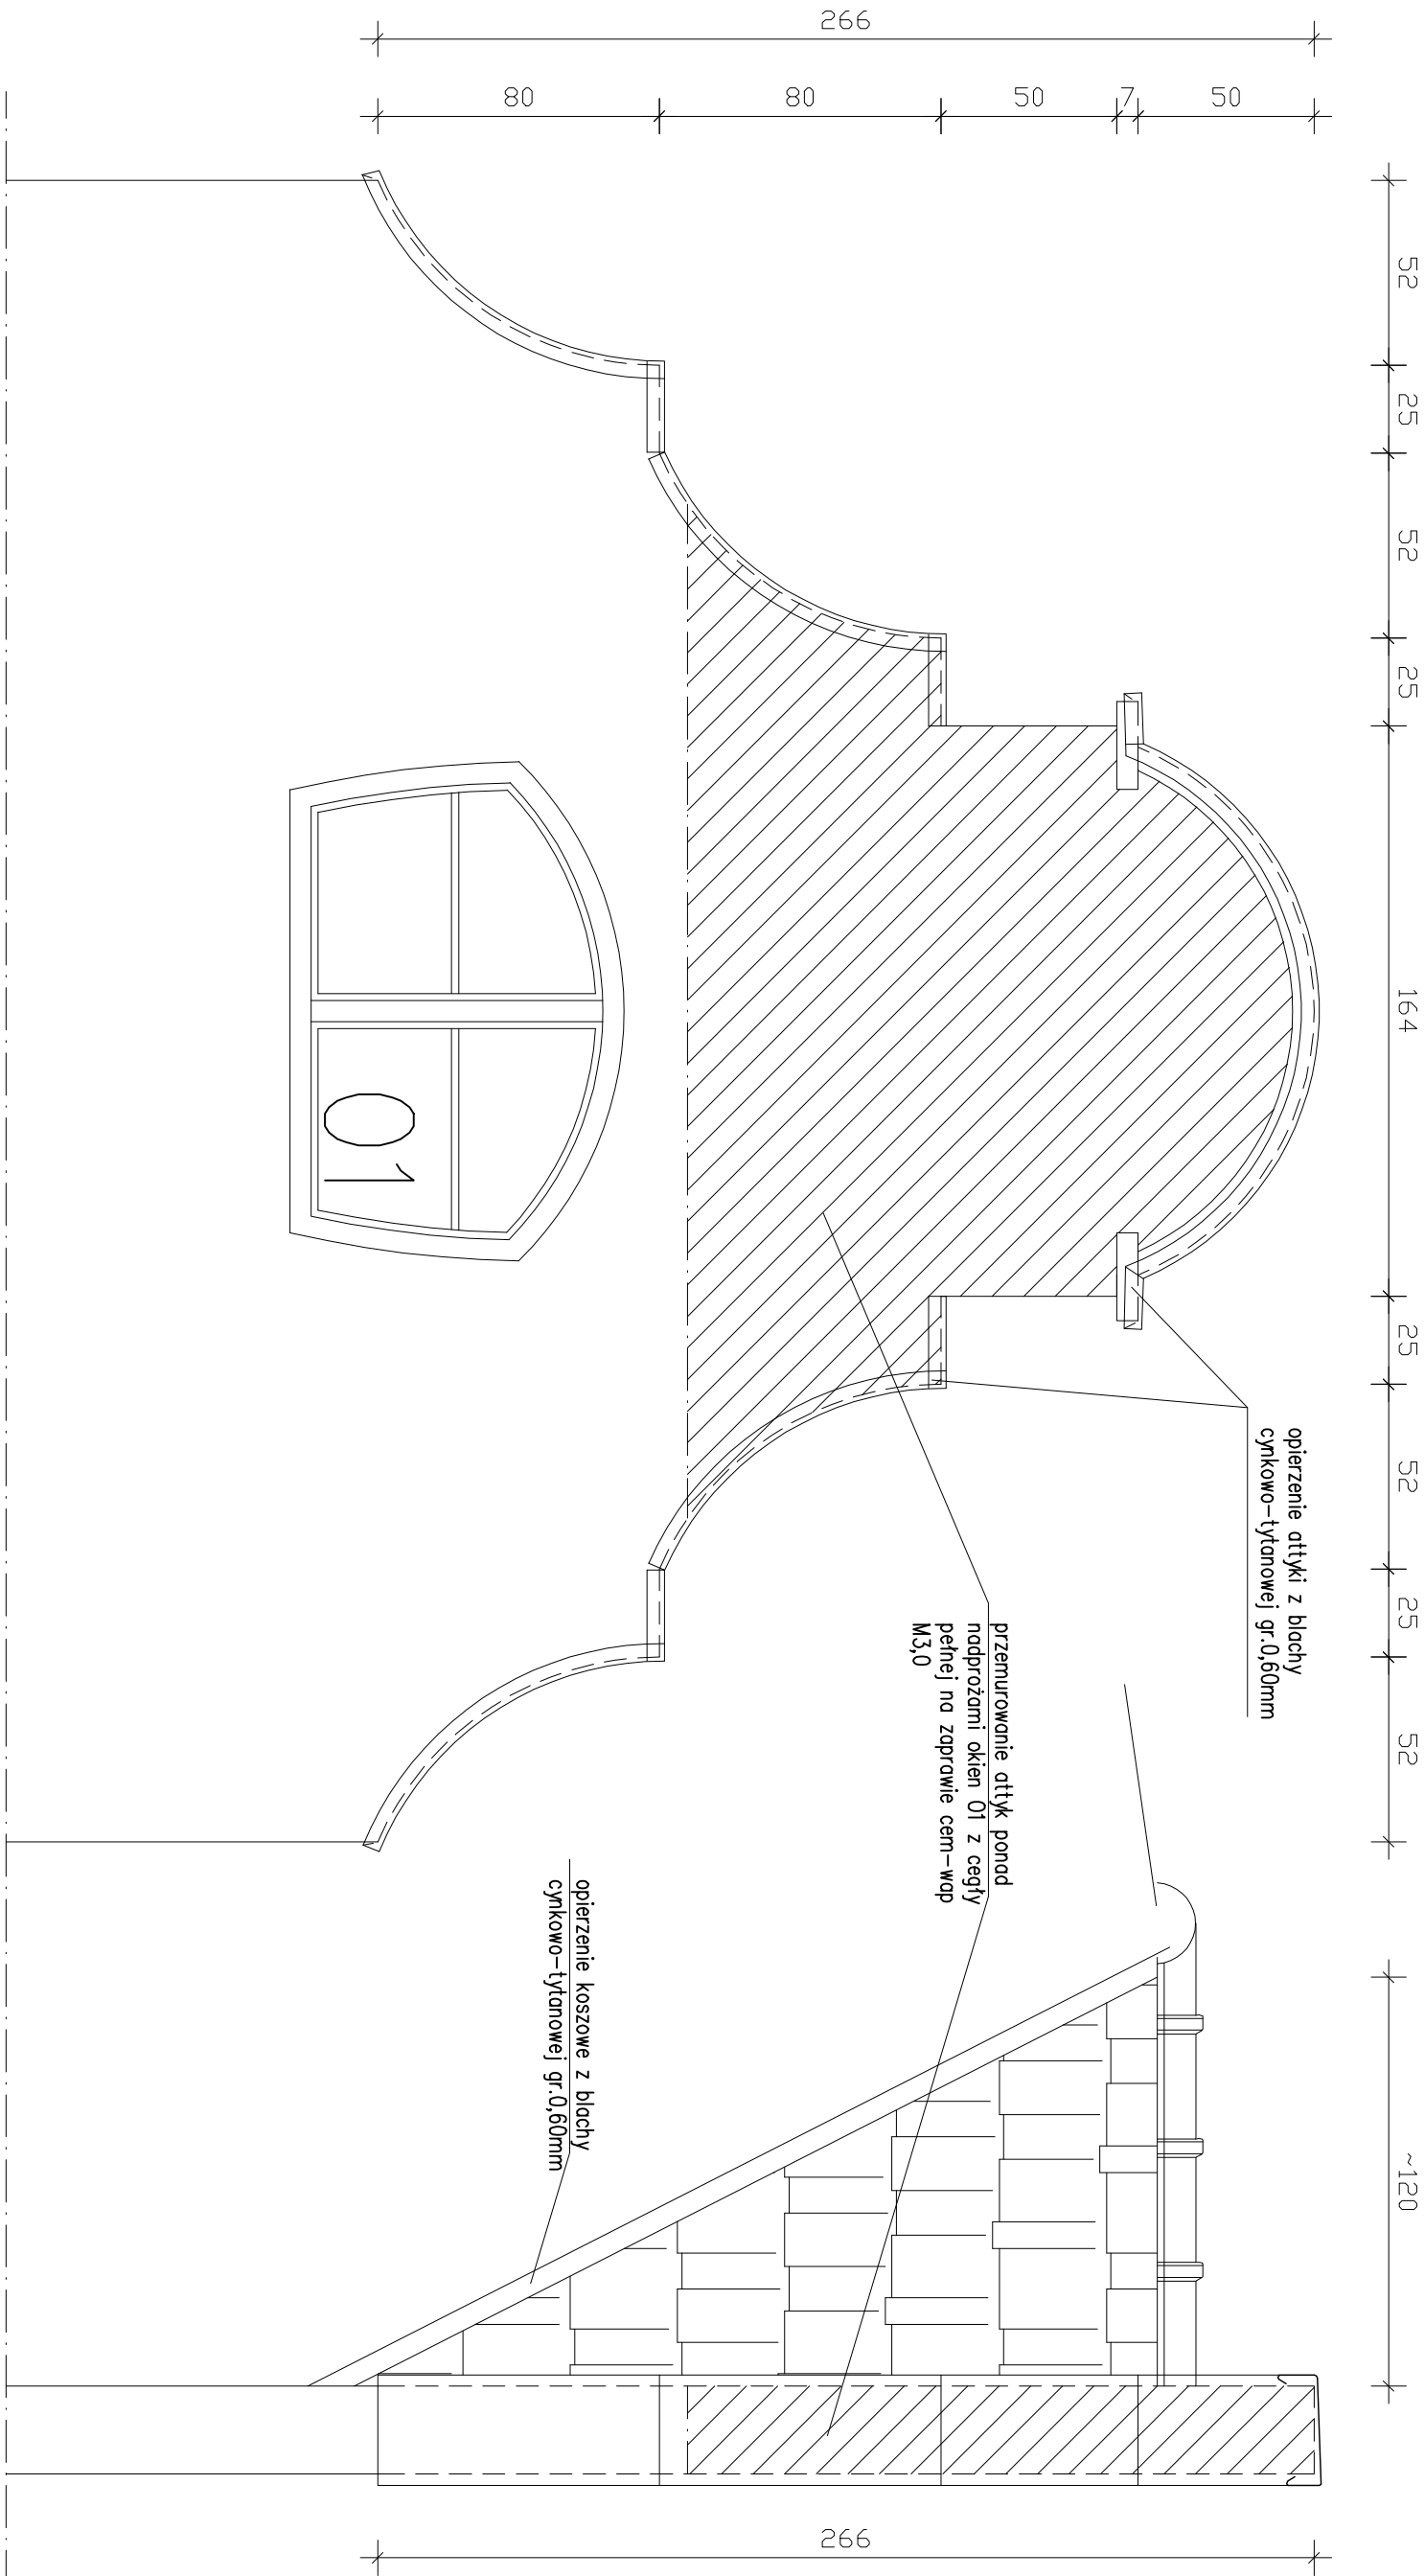 266
80
80
50
7
50
52
25
52
25
164
25
52
25
52
~120
opierzenie attyki z blachy
cynkowo-tytanowej gr.0,60mm
przemurowanie attyk ponad
nadprożami okien O1 z cegły
pełnej na zaprawie cem-wap
M3,0
opierzenie koszowe z blachy
cynkowo-tytanowej gr.0,60mm
O1
266